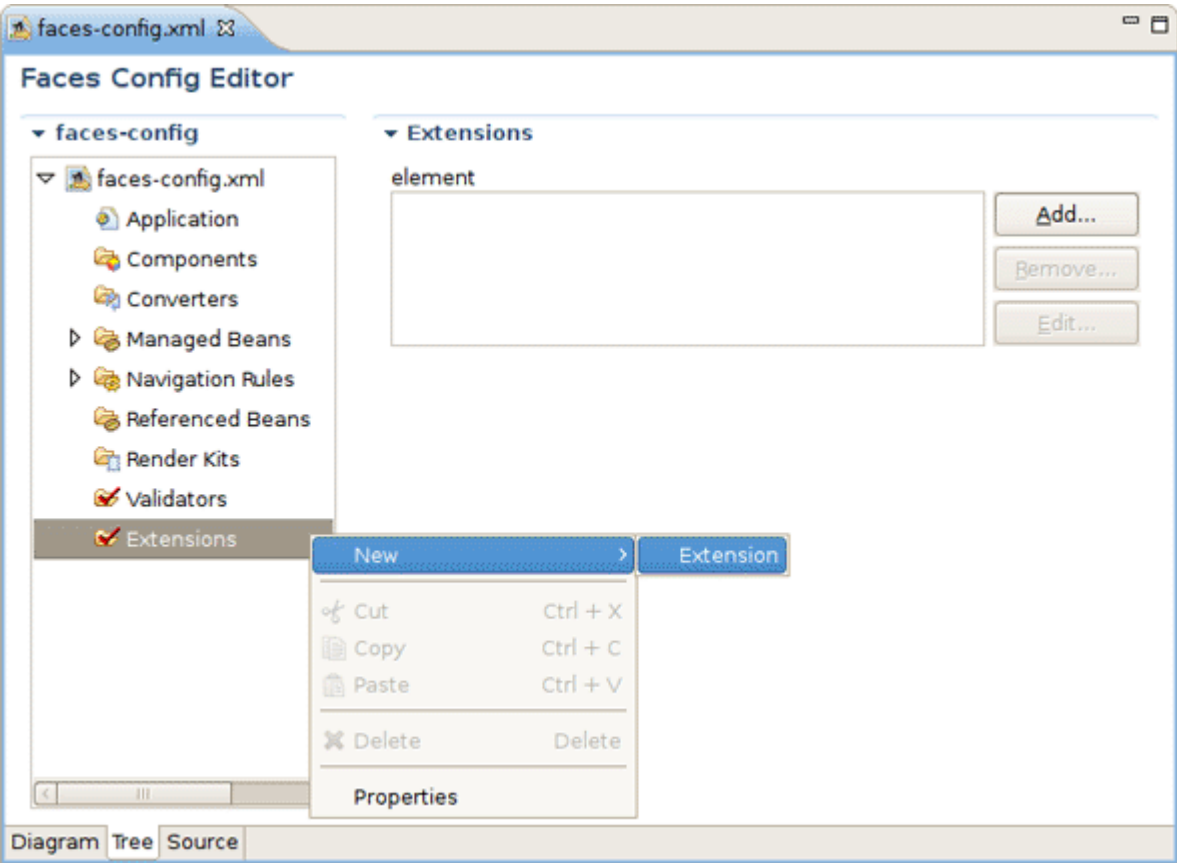 faces-config.xml
Faces Config Editor
faces-config
Extensions
faces-config.xml
element
Application
Add...
Components
Remove...
Converters
Edit...
Managed Beans
Navigation Rules
Referenced Beans
Render Kits
Validators
Extensions
New
Extension
Cut Ctrl + X
Copy Ctrl + C
Paste Ctrl + V
Delete Delete
Properties
Diagram Tree Source